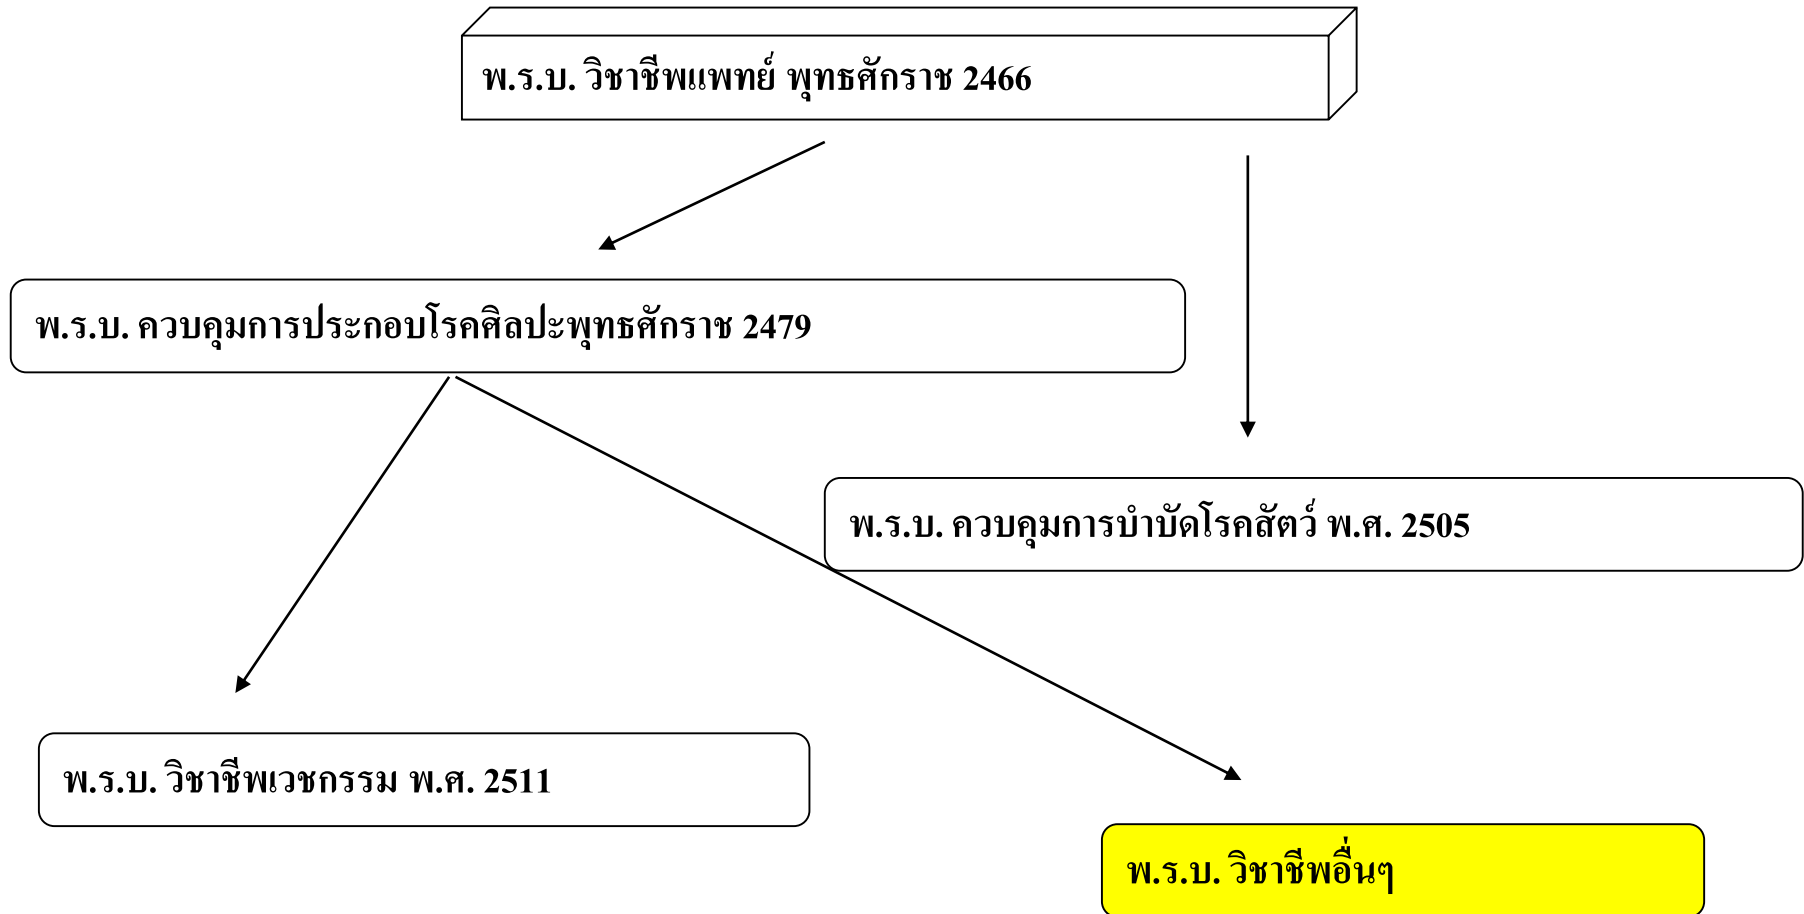 พ.ร.บ. วิชาชีพแพทย์ พุทธศักราช 2466
พ.ร.บ. ควบคุมการประกอบโรคศิลปะพุทธศักราช 2479
พ.ร.บ. ควบคุมการบำบัดโรคสัตว์ พ.ศ. 2505
พ.ร.บ. วิชาชีพเวชกรรม พ.ศ. 2511
พ.ร.บ. วิชาชีพอื่นๆ